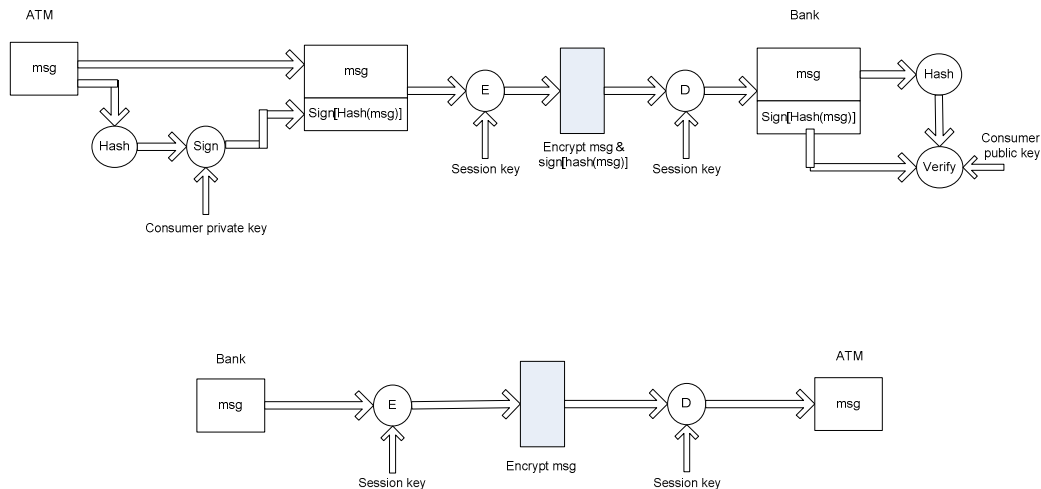 ATM
Bank
msg
msg
Sign[Hash(msg)]
Hash
Sign
Consumer private key
E
Session key
Encrypt msg &
sign[hash(msg)]
D
Session key
msg
Sign[Hash(msg)]
Hash
Consumer
public key
Verify
Bank
ATM
msg
E
Session key
Encrypt msg
D
Session key
msg